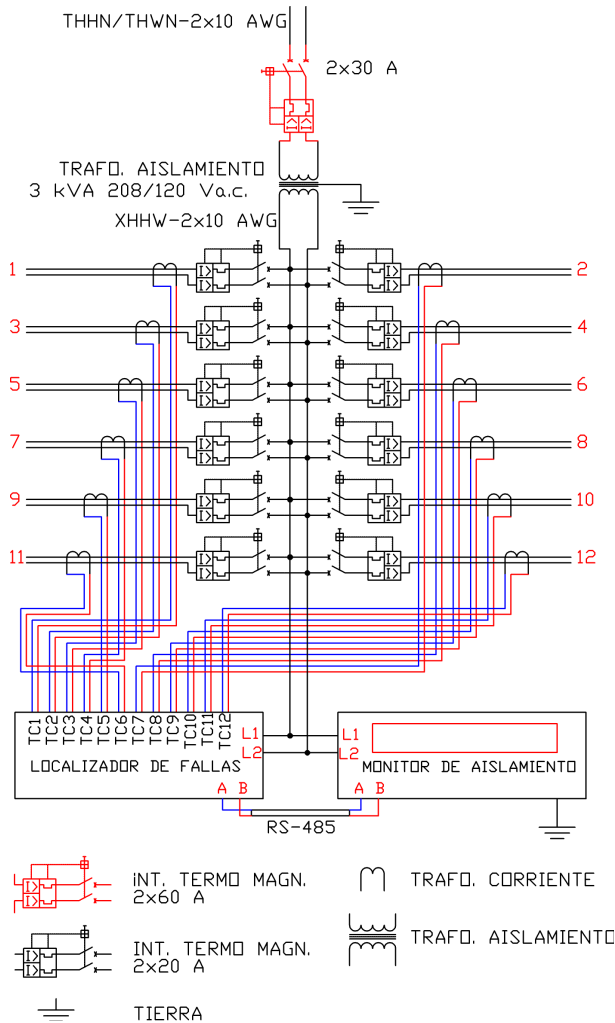 THHN/THWN-2x10 AWG
2x30 A
TRAFO. AISLAMIENTO
3 kVA 208/120 Va.c.
XHHW-2x10 AWG
1 2
3 4
5 6
7 8
9 10
11 12
TC1 TC2 TC3 TC4 TC5 TC6 TC7 TC8 TC9 TC10 TC11 TC12
L1 L1
L2 L2
LOCALIZADOR DE FALLAS MONITOR DE AISLAMIENTO
A B A B
RS-485
iNT. TERMO MAGN.
2x60 A
TRAFO. CORRIENTE
INT. TERMO MAGN.
2x20 A
TRAFO. AISLAMIENTO
TIERRA